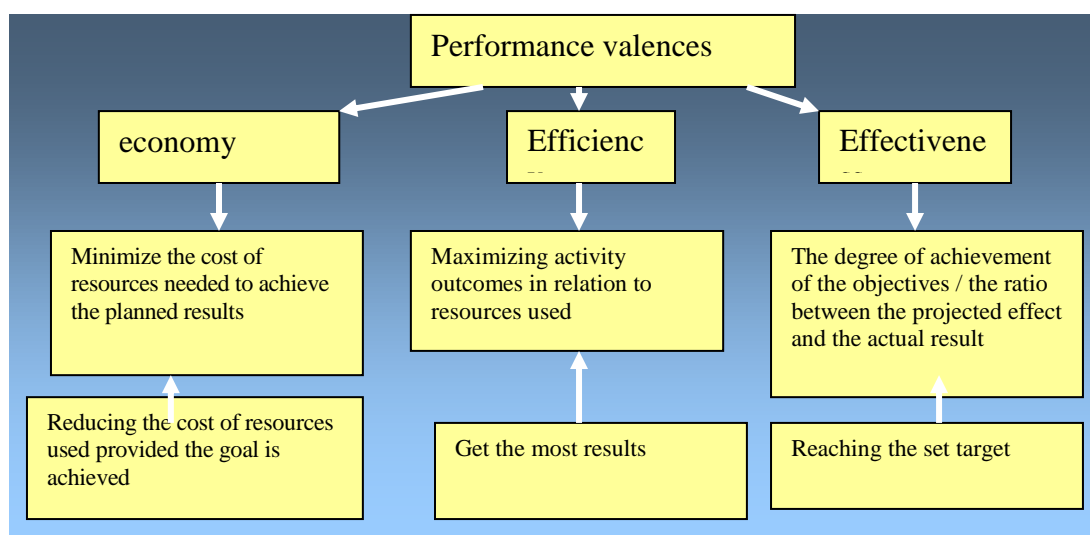 Performance valences
economy
Efficienc
Effectivene
Minimize the cost of
resources needed to achieve
the planned results
Maximizing activity
outcomes in relation to
resources used
The degree of achievement
of the objectives / the ratio
between the projected effect
and the actual result
Reducing the cost of resources
used provided the goal is
achieved
Get the most results
Reaching the set target